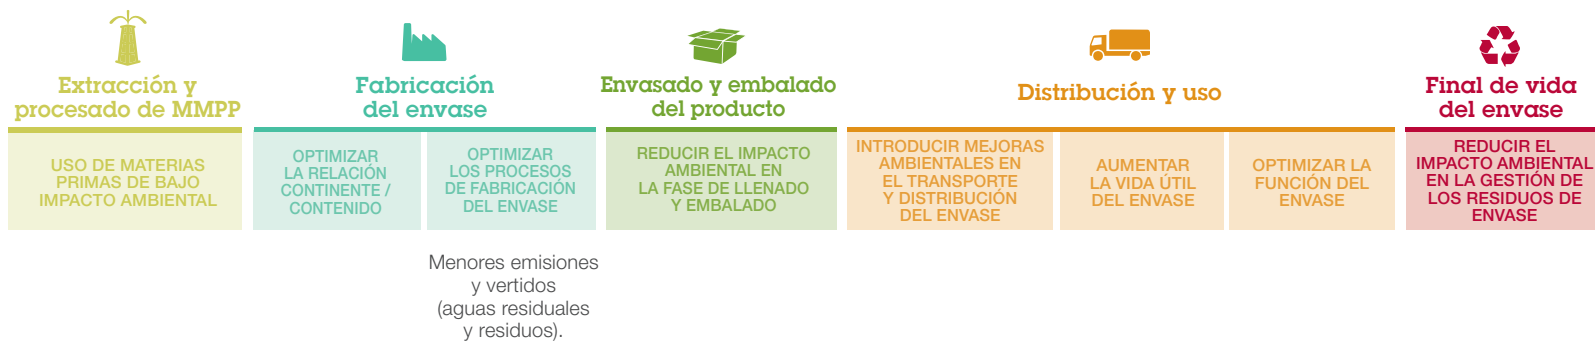 Extracción y
procesado de MMPP
USO DE MATERIAS
PRIMAS DE BAJO
IMPACTO AMBIENTAL
Fabricación
del envase
OPTIMIZAR
LA RELACIÓN
CONTINENTE /
CONTENIDO
OPTIMIZAR
LOS PROCESOS
DE FABRICACIÓN
DEL ENVASE
Menores emisiones
y vertidos
(aguas residuales
y residuos).
Envasado y embalado
del producto
REDUCIR EL IMPACTO
AMBIENTAL EN
LA FASE DE LLENADO
Y EMBALADO
Distribución y uso
INTRODUCIR MEJORAS
AMBIENTALES EN
EL TRANSPORTE
Y DISTRIBUCIÓN
DEL ENVASE
AUMENTAR
LA VIDA ÚTIL
DEL ENVASE
OPTIMIZAR LA
FUNCIÓN DEL
ENVASE
Final de vida
del envase
REDUCIR EL
IMPACTO AMBIENTAL
EN LA GESTIÓN DE
LOS RESIDUOS DE
ENVASE